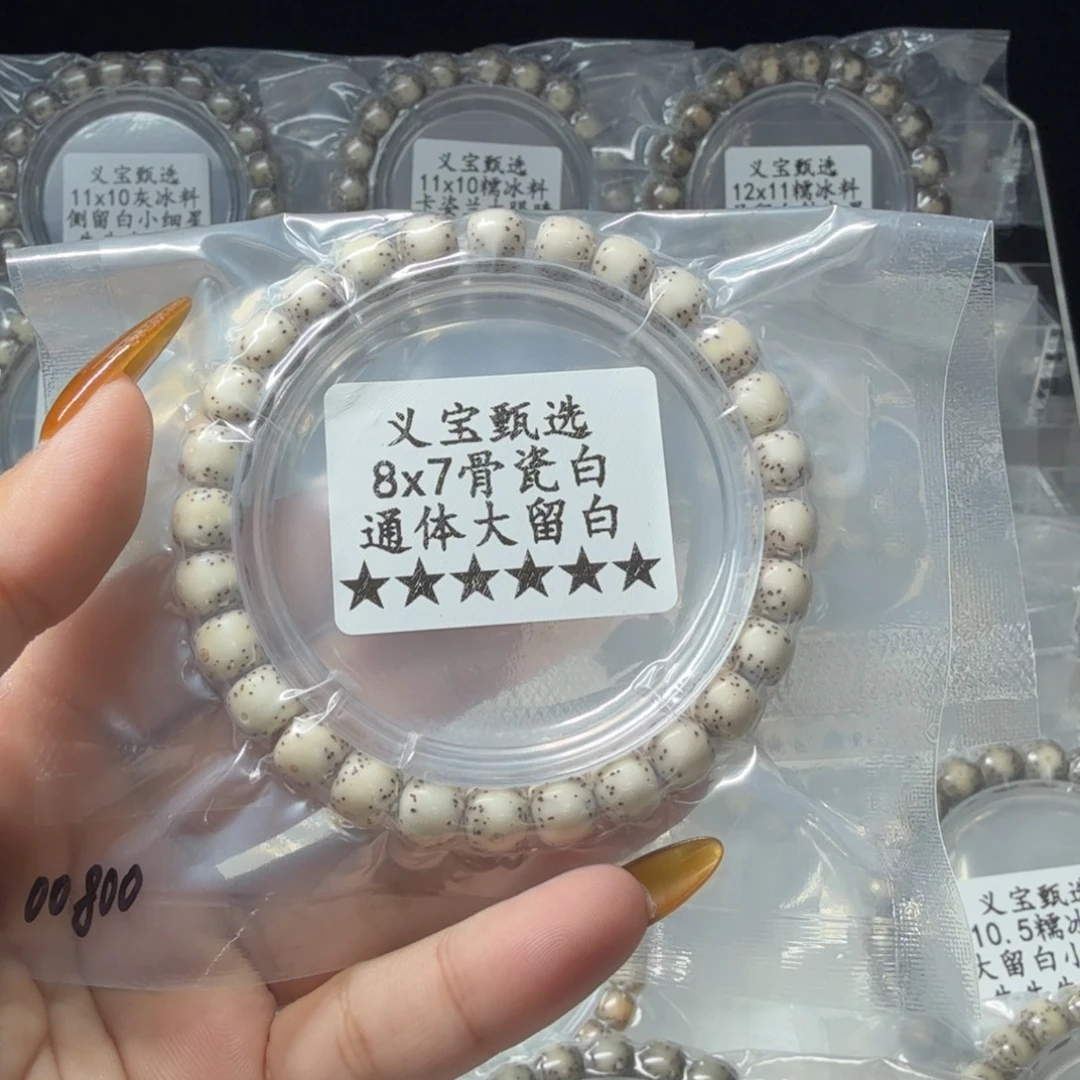 义宝甄选
11x10灰冰料
侧留白小细星
义宝甄选
11x10糯冰料
义宝甄选
12x11糯冰料
义宝甄选
8x7骨瓷白
通体大留白
★★★★★★
00800
义宝甄选
10.5糯冰
大留白小